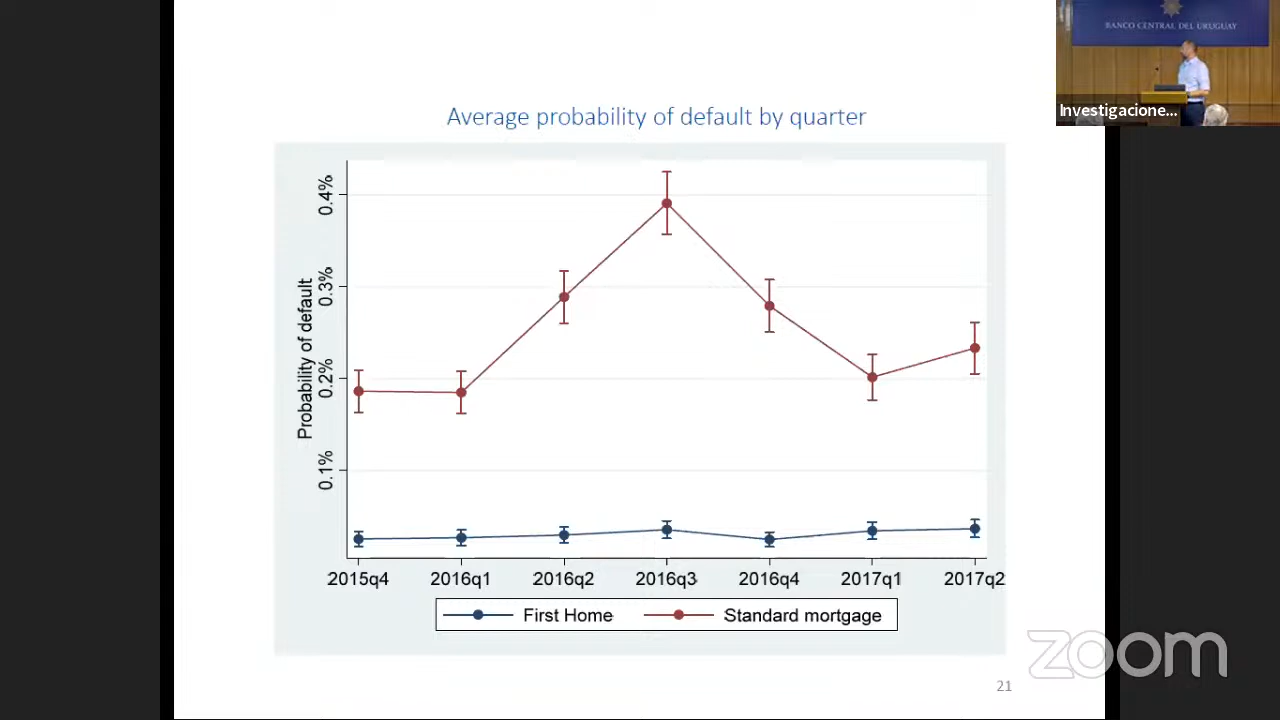 BANCO CENTRAL DEL URUGUAY
Investigacione...
Average probability of default by quarter
Probability of default
0.4%
0.3%
0.2%
0.1%
2015q4 2016q1 2016q2 2016q3 2016q4 2017q1 2017q2
First Home Standard mortgage
zoom
21